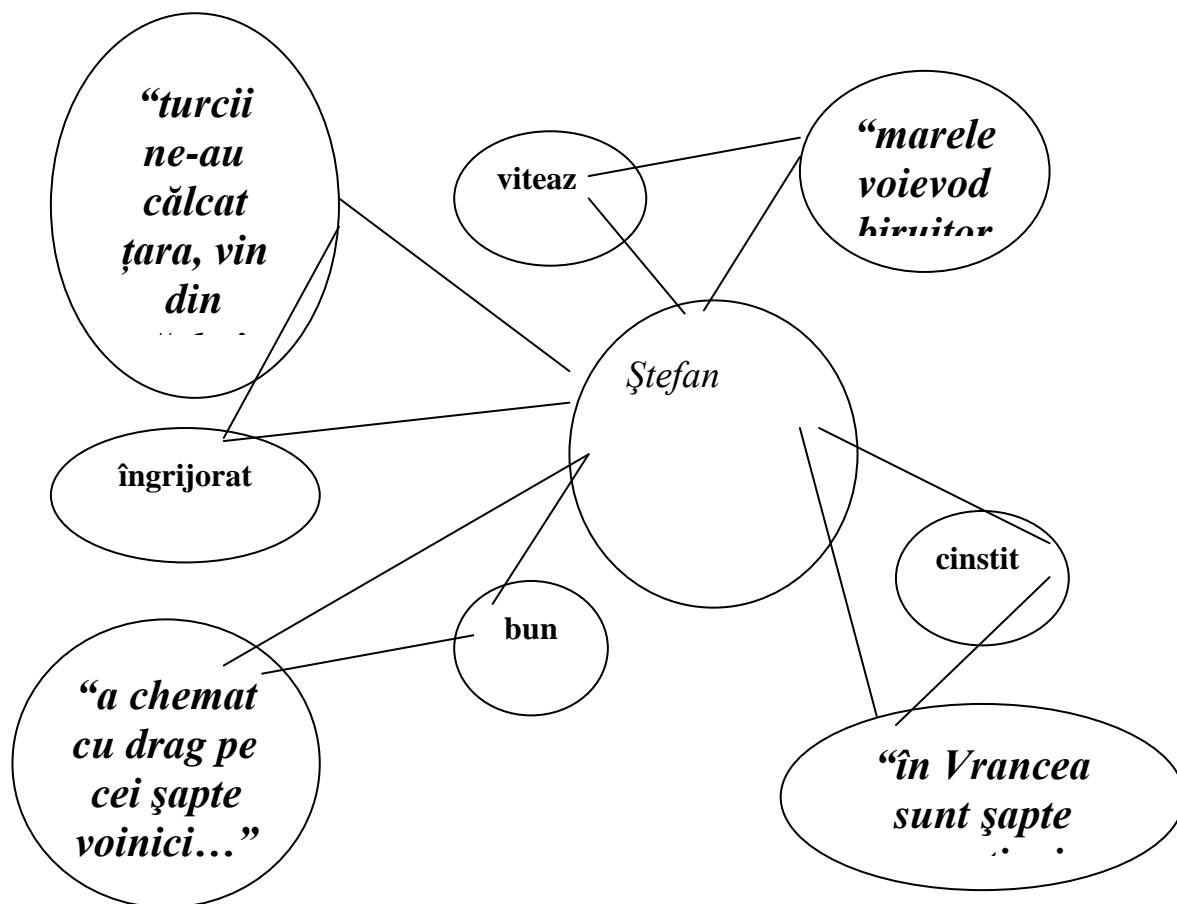 “turcii
ne-au
călcat
țara, vin
din
viteaz
“marele
voievod
biruitor
Ştefan
îngrijorat
cinstit
bun
“a chemat
cu drag pe
cei şapte
voinici…”
“în Vrancea
sunt şapte